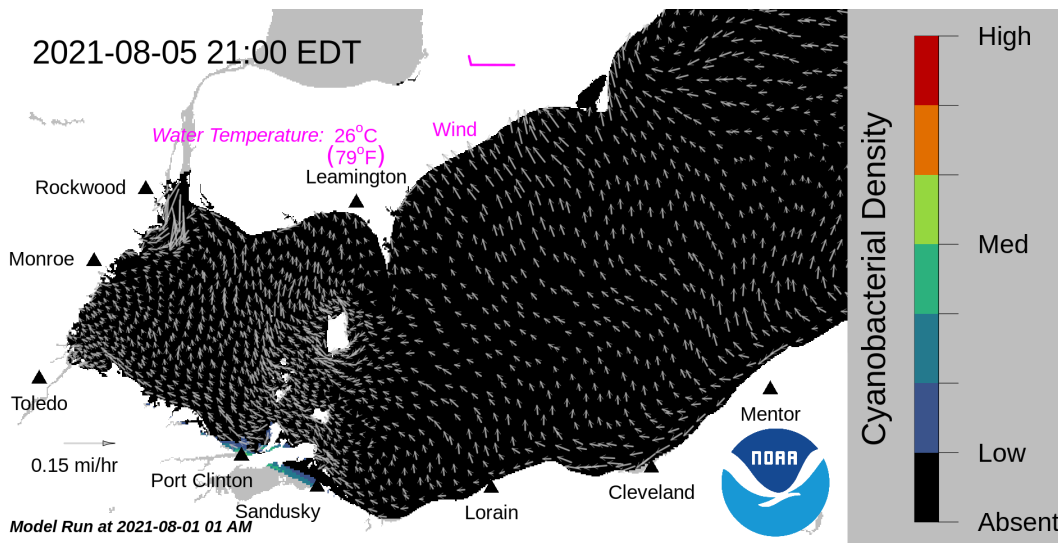 2021-08-05 21:00 EDT
Water Temperature: 26°C
(79°F)
Wind
Leamington
Rockwood
Monroe
Toledo
0.15 mi/hr
Port Clinton
Sandusky
Lorain
Cleveland
Mentor
NOAA
Model Run at 2021-08-01 01 AM
Cyanobacterial Density
High
Med
Low
Absent